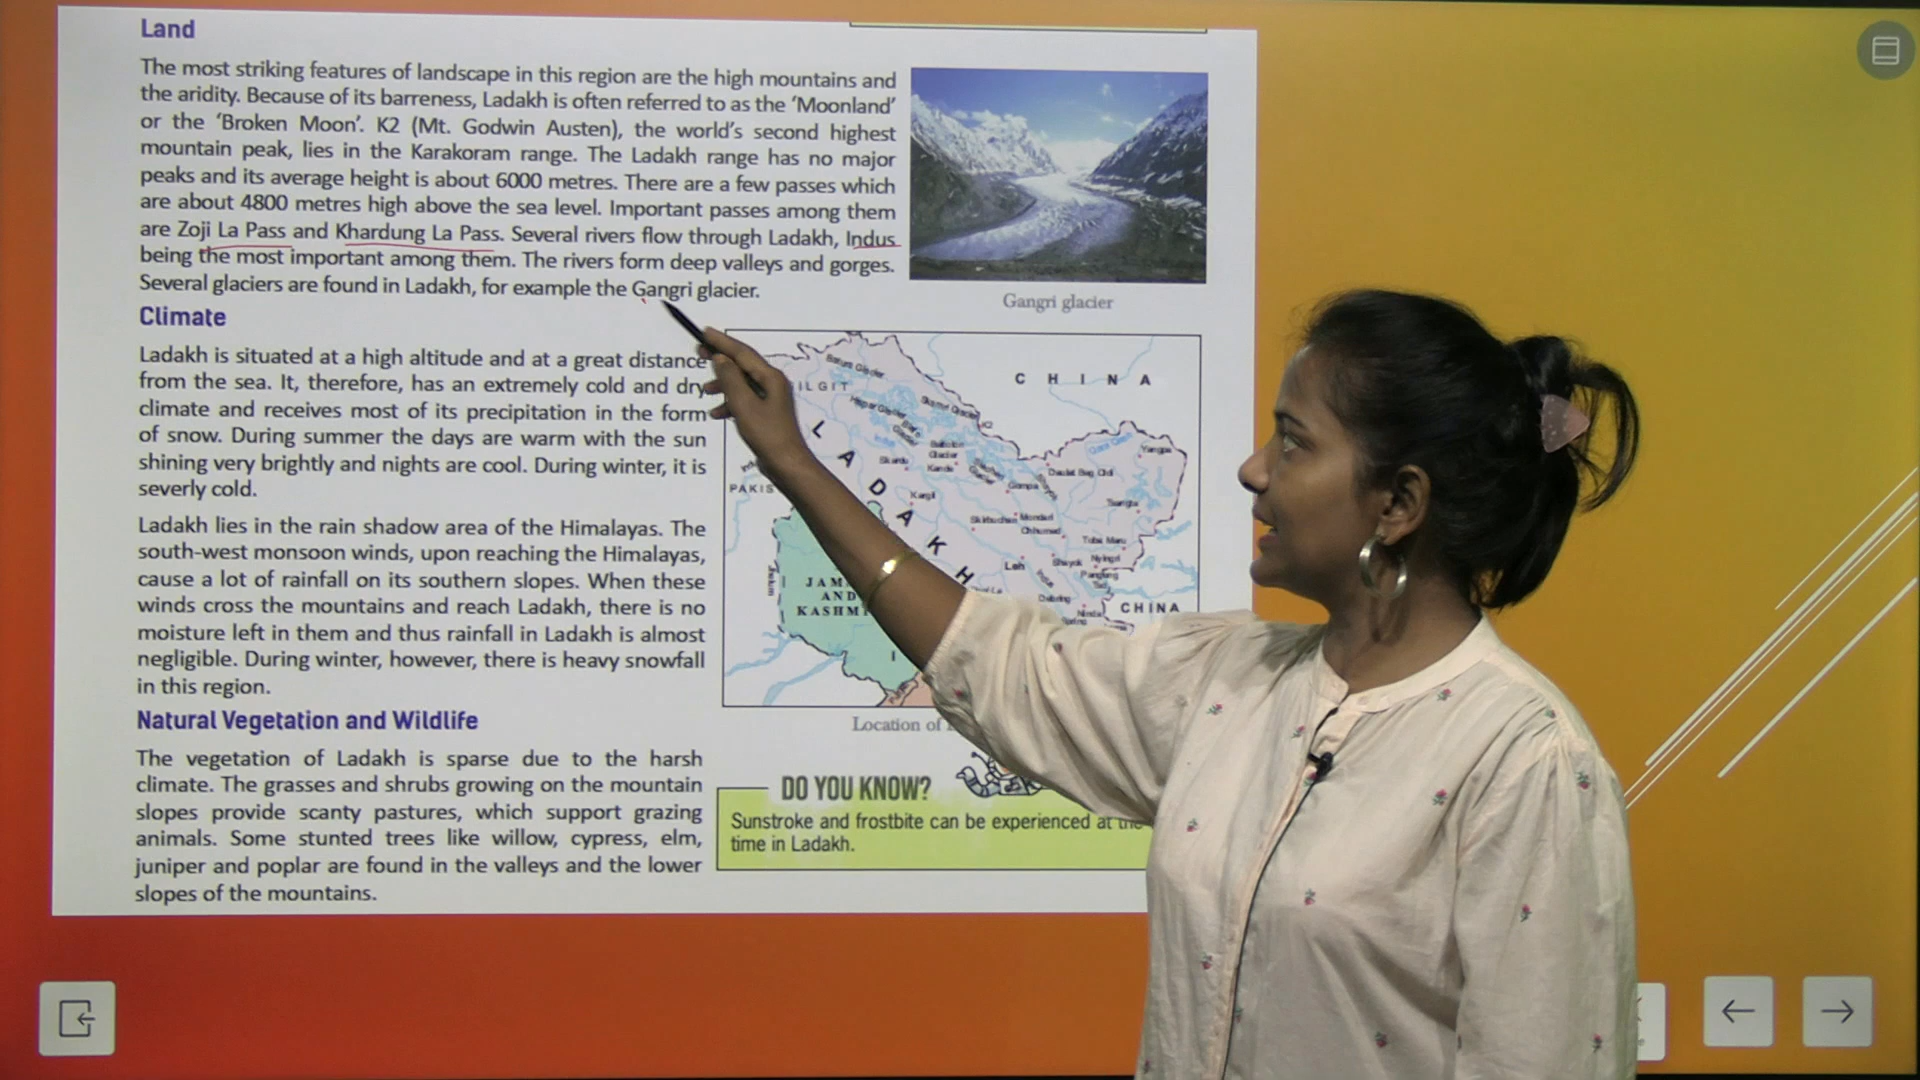 Land
The most striking features of landscape in this region are the high mountains and
the aridity. Because of its barreness, Ladakh is often referred to as the ‘Moonland’
or the ‘Broken Moon’. K2 (Mt. Godwin Austen), the world’s second highest
mountain peak, lies in the Karakoram range. The Ladakh range has no major
peaks and its average height is about 6000 metres. There are a few passes which
are about 4800 metres high above the sea level. Important passes among them
are Zoji La Pass and Khardung La Pass. Several rivers flow through Ladakh, Indus
being the most important among them. The rivers form deep valleys and gorges.
Several glaciers are found in Ladakh, for example the Gangri glacier.
Gangri glacier
Climate
Ladakh is situated at a high altitude and at a great distance
from the sea. It, therefore, has an extremely cold and dry
climate and receives most of its precipitation in the form
of snow. During summer the days are warm with the sun
shining very brightly and nights are cool. During winter, it is
severly cold.
Ladakh lies in the rain shadow area of the Himalayas. The
south-west monsoon winds, upon reaching the Himalayas,
cause a lot of rainfall on its southern slopes. When these
winds cross the mountains and reach Ladakh, there is no
moisture left in them and thus rainfall in Ladakh is almost
negligible. During winter, however, there is heavy snowfall
in this region.
Natural Vegetation and Wildlife
The vegetation of Ladakh is sparse due to the harsh
climate. The grasses and shrubs growing on the mountain
slopes provide scanty pastures, which support grazing
animals. Some stunted trees like willow, cypress, elm,
juniper and poplar are found in the valleys and the lower
slopes of the mountains.
CHINA
K2
LADAKH
Skardu
Kargil
Leh
Shyok
Indus
CHINA
AND
Jhelum
Location of
DO YOU KNOW?
Sunstroke and frostbite can be experienced at the
time in Ladakh.